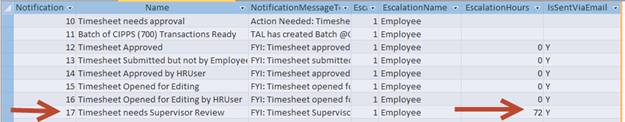 Notification Name NotificationMessageT Esca EscalationName EscalationHours IsSentViaEmail
10 Timesheet needs approval Action Needed: Timeshe 1 Employee
11 Batch of CIPPS (700) Transactions Ready TAL has created Batch @C 1 Employee
12 Timesheet Approved FYI: Timesheet approved 1 Employee 0 Y
13 Timesheet Submitted but not by Employee FYI: Timesheet submitted 1 Employee 0 Y
14 Timesheet Approved by HRUser FYI: Timesheet approved 1 Employee 0 Y
15 Timesheet Opened for Editing FYI: Timesheet opened fo 1 Employee 0 Y
16 Timesheet Opened for Editing by HRUser FYI: Timesheet opened fo 1 Employee 0 Y
17 Timesheet needs Supervisor Review FYI: Timesheet Supervisc 1 Employee 72 Y